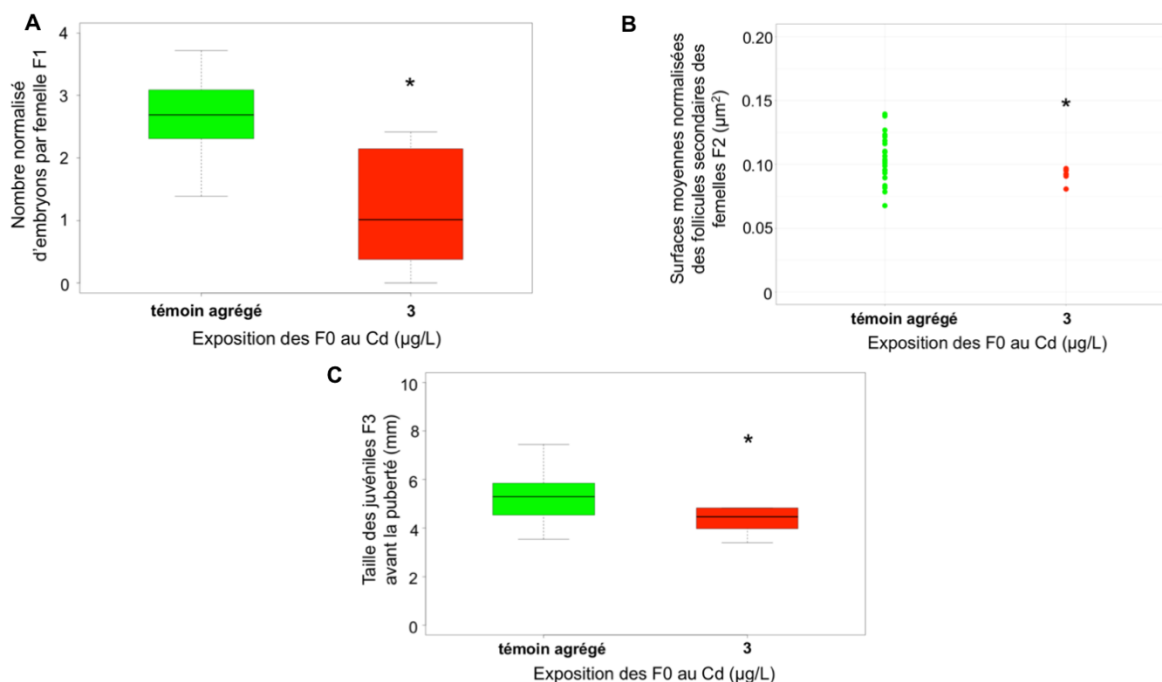 A
Nombre normalisé
d'embryons par femelle F1
4
3
2
1
0
*
témoin agrégé
3
Exposition des F0 au Cd (µg/L)
B
Surfaces moyennes normalisées
des follicules secondaires des
femelles F2 (µm²)
0.20
0.15
0.10
0.05
0
*
témoin agrégé
3
Exposition des F0 au Cd (µg/L)
C
Taille des juvéniles F3
avant la puberté (mm)
10
8
6
4
2
0
*
témoin agrégé
3
Exposition des F0 au Cd (µg/L)